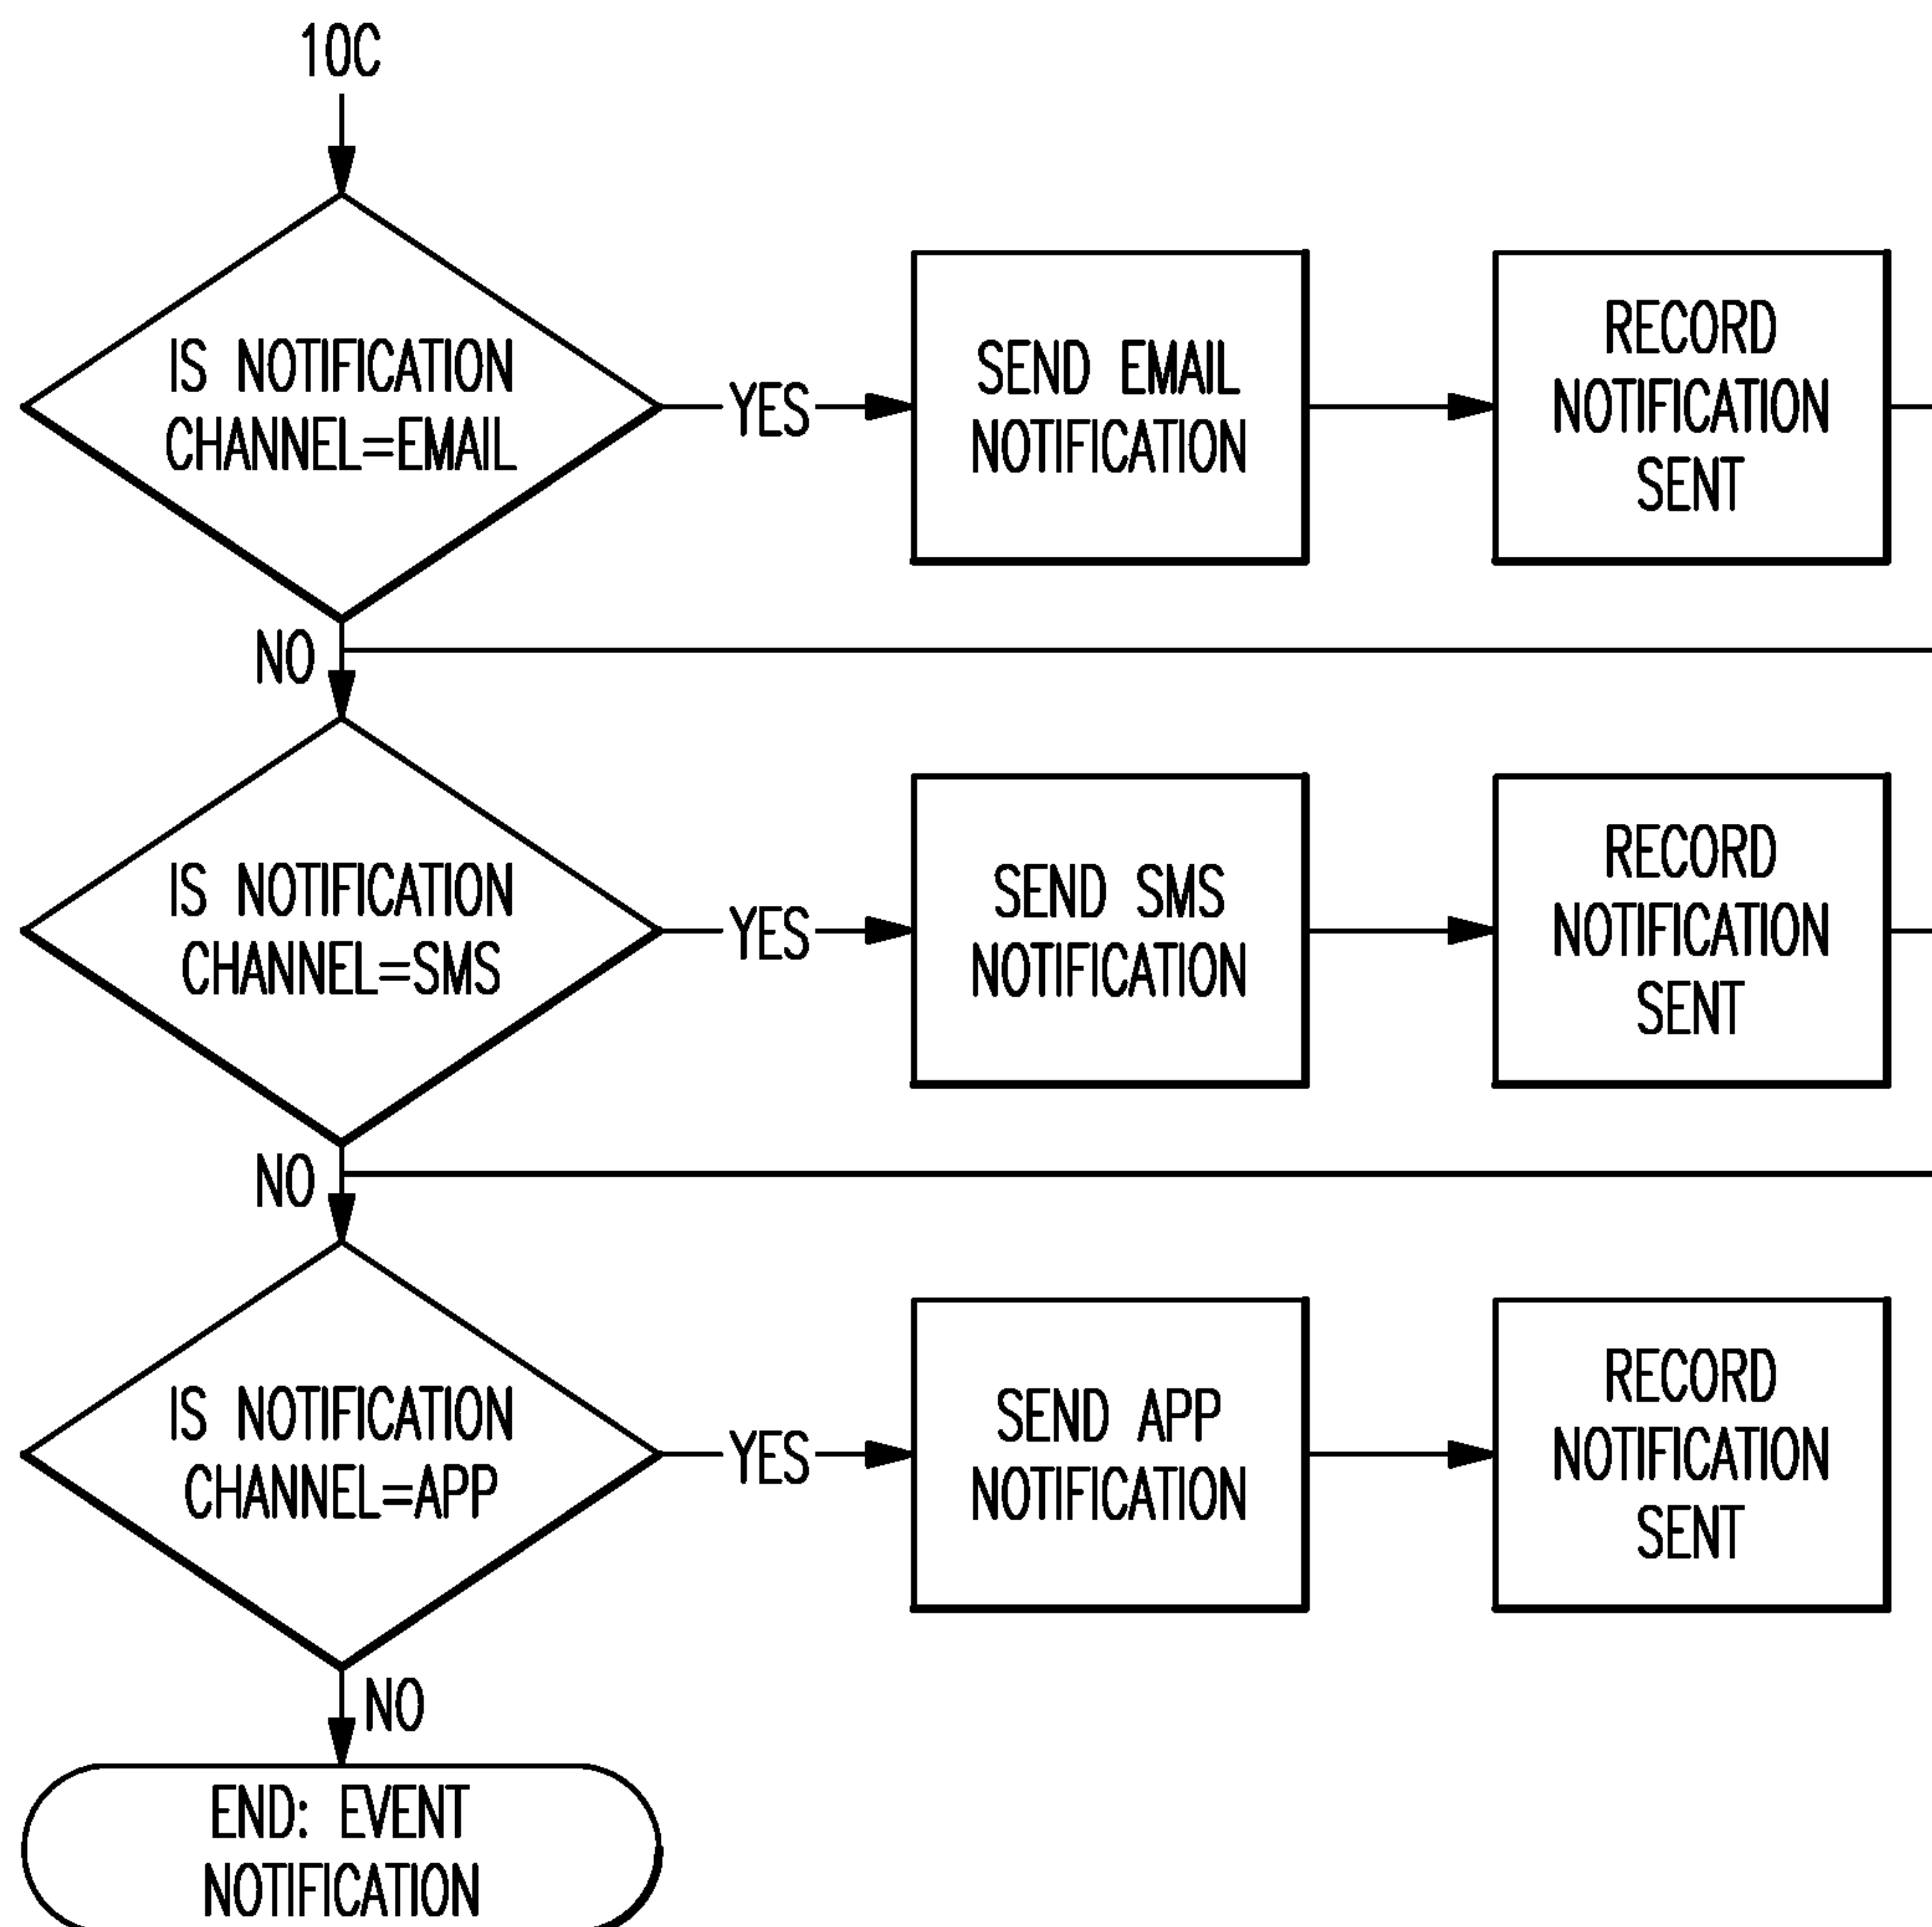 10C
IS NOTIFICATION
CHANNEL=EMAIL
YES
SEND EMAIL
NOTIFICATION
RECORD
NOTIFICATION
SENT
NO
IS NOTIFICATION
CHANNEL=SMS
YES
SEND SMS
NOTIFICATION
RECORD
NOTIFICATION
SENT
NO
IS NOTIFICATION
CHANNEL=APP
YES
SEND APP
NOTIFICATION
RECORD
NOTIFICATION
SENT
NO
END: EVENT
NOTIFICATION